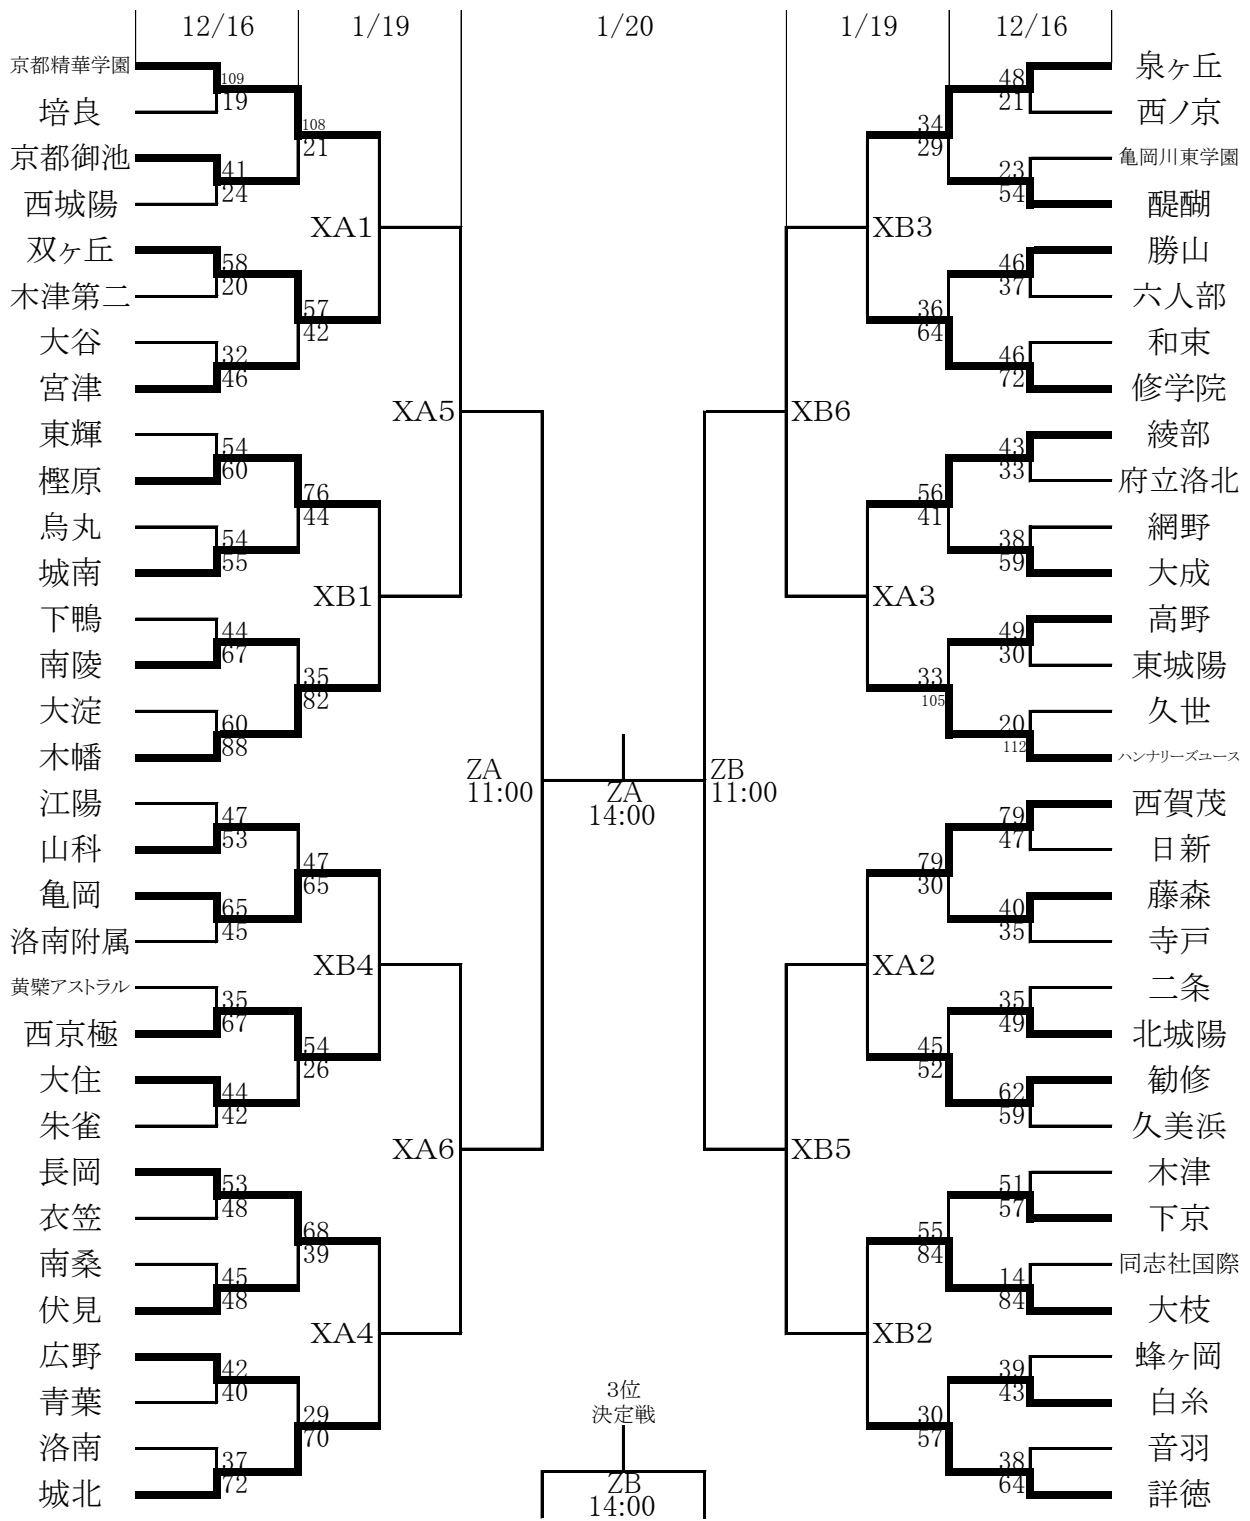 12/16
1/19
1/20
1/19
12/16
京都精華学園
109
19
培良
108
21
京都御池
41
24
西城陽
XA1
双ヶ丘
58
20
木津第二
57
42
大谷
32
46
宮津
XA5
東輝
54
60
樫原
76
44
烏丸
54
55
城南
XB1
下鴨
44
67
南陵
35
82
大淀
60
88
木幡
ZA
11:00
江陽
47
53
山科
47
65
亀岡
65
45
洛南附属
XB4
黄檗アストラル
35
67
西京極
54
26
大住
44
42
朱雀
XA6
長岡
53
48
衣笠
68
39
南桑
45
48
伏見
XA4
広野
42
40
青葉
29
70
洛南
37
72
城北
ZA
14:00
3位
決定戦
ZB
14:00
泉ヶ丘
48
21
西ノ京
34
29
亀岡川東学園
23
54
醍醐
XB3
勝山
46
37
六人部
36
64
和束
46
72
修学院
XB6
綾部
43
33
府立洛北
56
41
網野
38
59
大成
XA3
高野
49
30
東城陽
33
105
久世
20
112
ハンナリーズユース
ZB
11:00
西賀茂
79
47
日新
79
30
藤森
40
35
寺戸
XA2
二条
35
49
北城陽
45
52
勧修
62
59
久美浜
XB5
木津
51
57
下京
55
84
同志社国際
14
84
大枝
XB2
蜂ヶ岡
39
43
白糸
30
57
音羽
38
64
詳徳